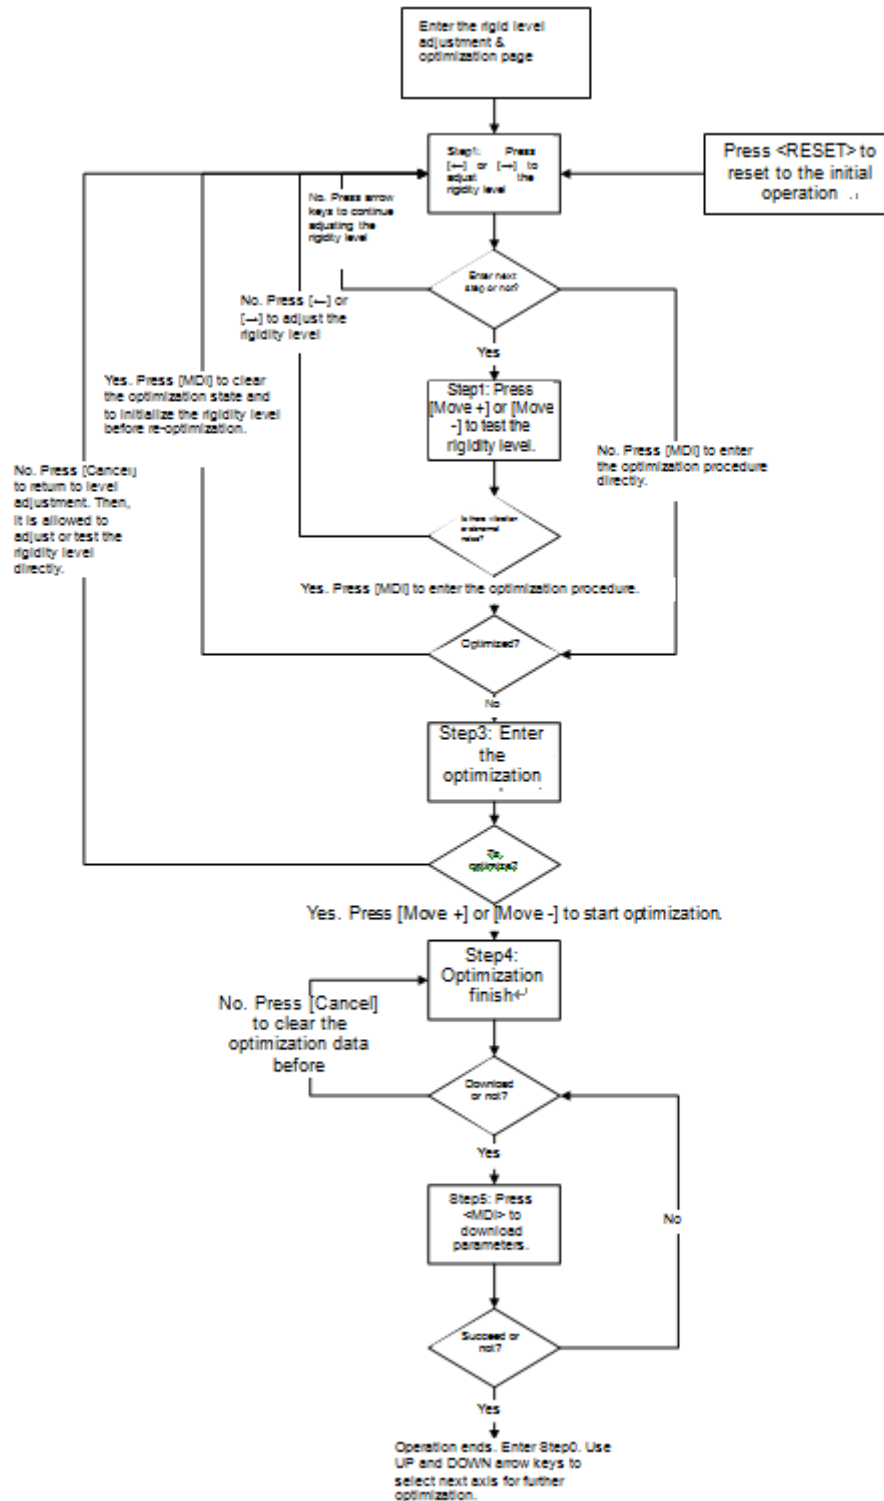 Enter the rigid level
adjustment &
optimization page
Step1: Press
[←] or [→] to
adjust the
rigidity level
Press <RESET> to
reset to the initial
operation
No. Press arrow
keys to continue
adjusting the
rigidity level
Enter next
step or not?
No. Press [←] or
[→] to adjust the
rigidity level
Yes
Yes. Press [MDI] to clear
the optimization state and
to initialize the rigidity level
before re-optimization.
Step1: Press
[Move +] or [Move
-] to test the
rigidity level.
No. Press [MDI] to enter
the optimization procedure
directly.
No. Press [Cancel]
to return to level
adjustment. Then,
it is allowed to
adjust or test the
rigidity level
directly.
Is there vibration
or abnormal
noise?
Yes. Press [MDI] to enter the optimization procedure.
Optimized?
No
Step3: Enter
the
optimization
To
optimize?
Yes. Press [Move +] or [Move -] to start optimization.
Step4:
Optimization
finish↵
No. Press [Cancel]
to clear the
optimization data
before
Download
or not?
Yes
Step5: Press
<MDI> to
download
parameters.
No
Succeed or
not?
Yes
Operation ends. Enter Step0. Use
UP and DOWN arrow keys to
select next axis for further
optimization.